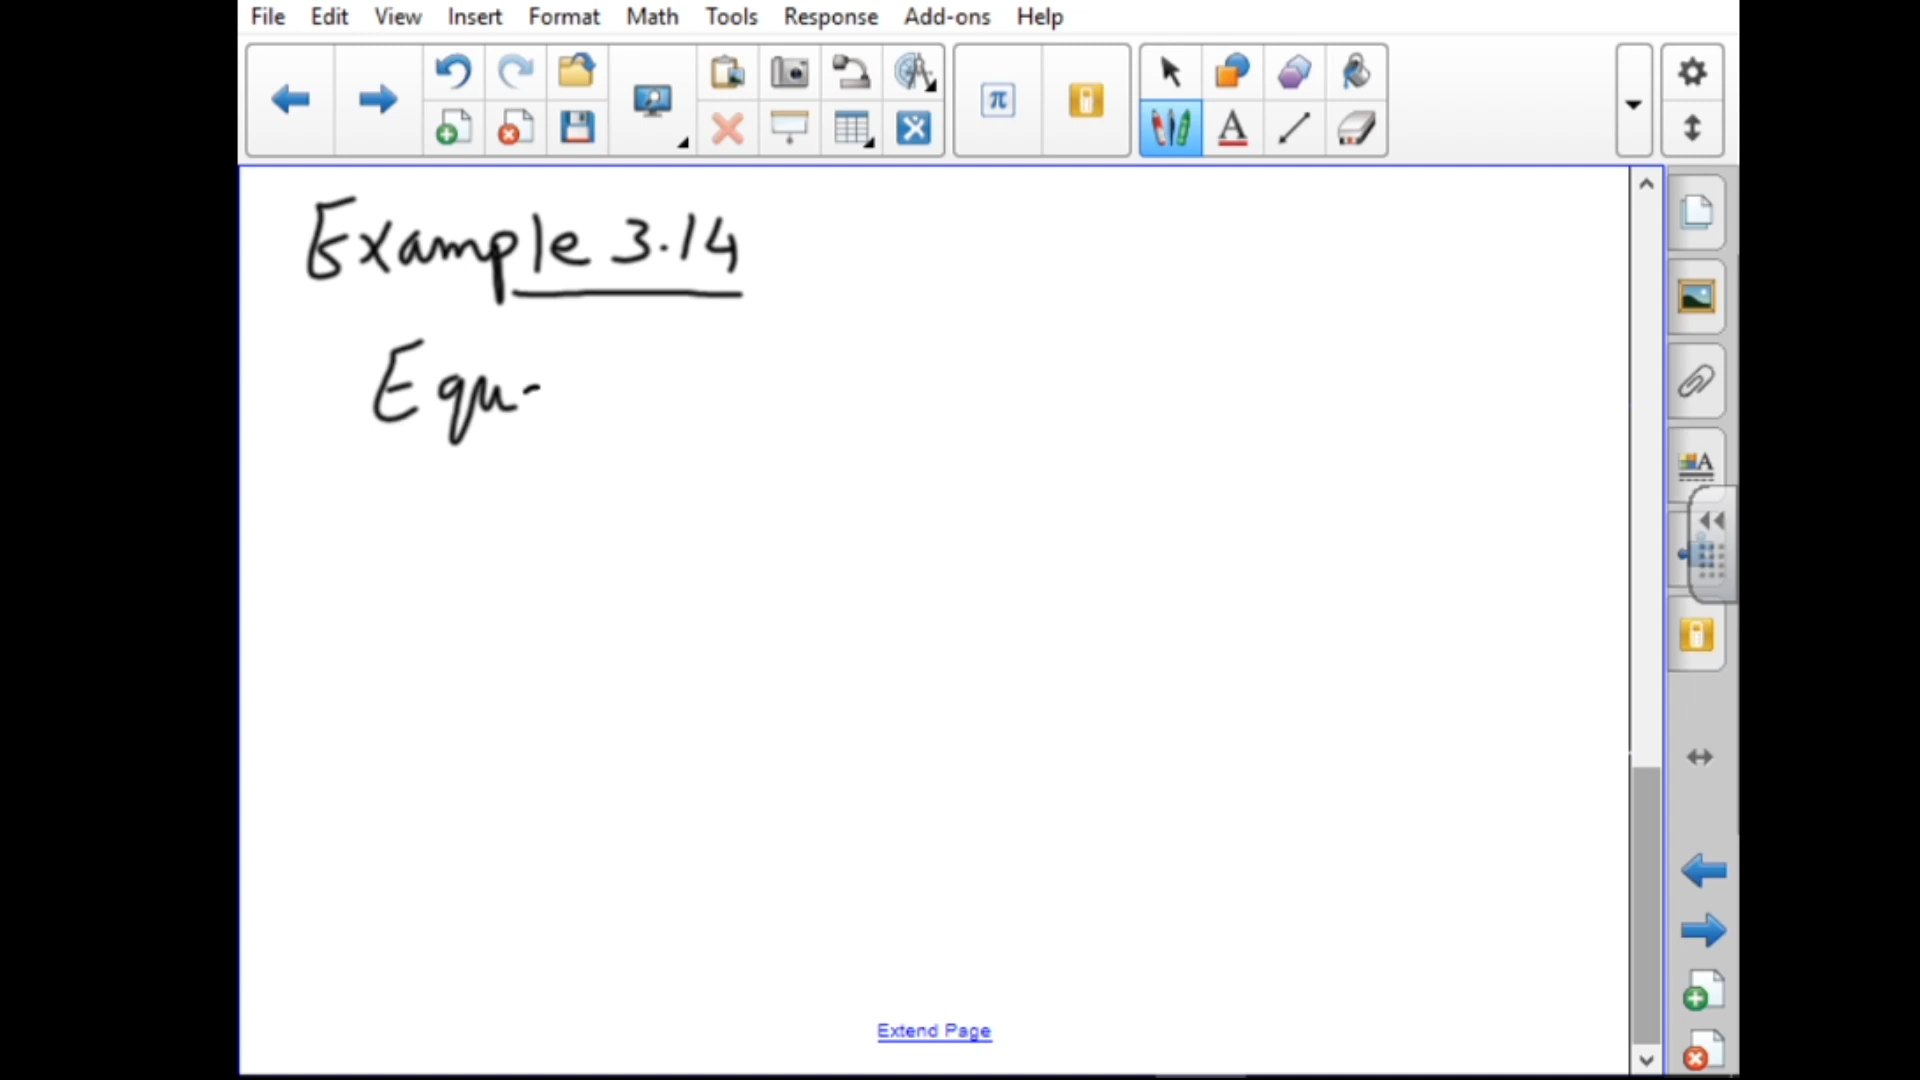 File Edit View Insert Format Math Tools Response Add-ons Help
Example 3.14
Equ
Extend Page